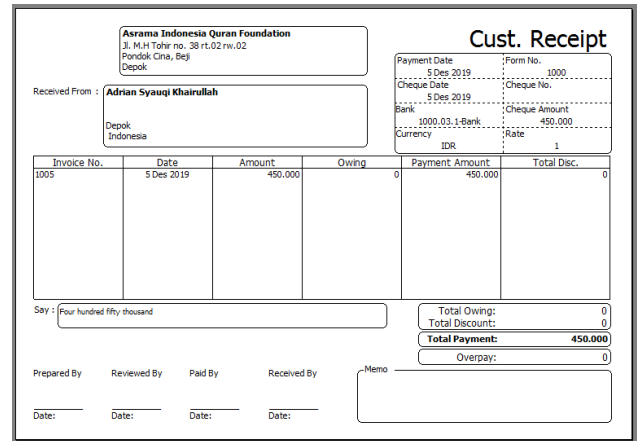 Asrama Indonesia Quran Foundation
Jl. M.H Tohir no. 38 rt.02 rw.02
Pondok Cina, Beji
Depok
Cust. Receipt
Payment Date Form No.
5 Des 2019 1000
Cheque Date Cheque No.
5 Des 2019
Bank Cheque Amount
1000.03.1-Bank 450.000
Currency Rate
IDR 1
Received From : Adrian Syauqi Khairullah
Depok
Indonesia
Invoice No. Date Amount Owing Payment Amount Total Disc.
1005 5 Des 2019 450.000 0 450.000 0
Say : Four hundred fifty thousand
Total Owing: 0
Total Discount: 0
Total Payment: 450.000
Overpay: 0
Prepared By Reviewed By Paid By Received By Memo
Date: Date: Date: Date: